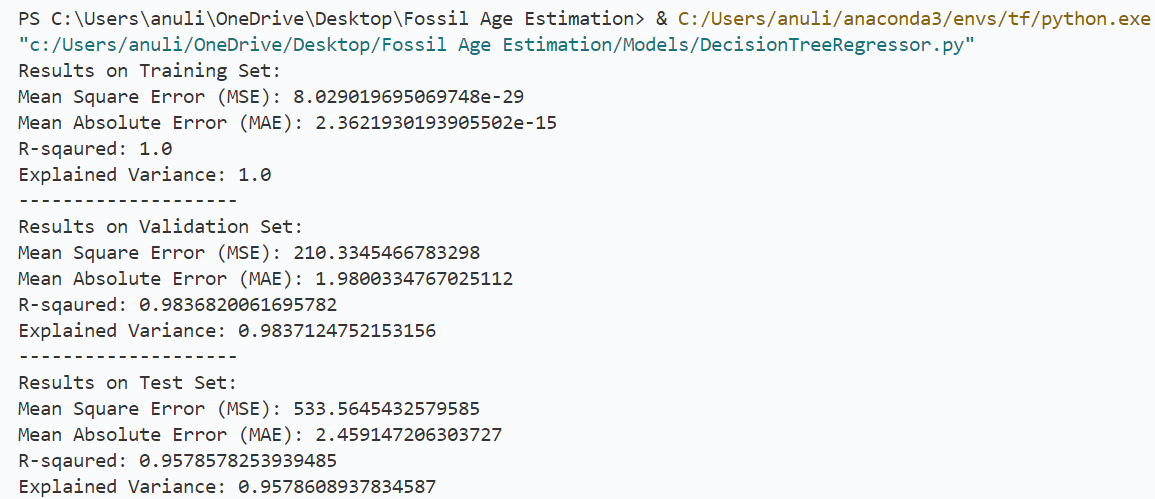 PS C:\Users\anuli\OneDrive\Desktop\Fossil Age Estimation> & C:/Users/anuli/anaconda3/envs/tf/python.exe
"c:/Users/anuli/OneDrive/Desktop/Fossil Age Estimation/Models/DecisionTreeRegressor.py"
Results on Training Set:
Mean Square Error (MSE): 8.029019695069748e-29
Mean Absolute Error (MAE): 2.3621930193905502e-15
R-sqaured: 1.0
Explained Variance: 1.0
--------------------
Results on Validation Set:
Mean Square Error (MSE): 210.3345466783298
Mean Absolute Error (MAE): 1.9800334767025112
R-sqaured: 0.9836820061695782
Explained Variance: 0.9837124752153156
--------------------
Results on Test Set:
Mean Square Error (MSE): 533.5645432579585
Mean Absolute Error (MAE): 2.459147206303727
R-sqaured: 0.9578578253939485
Explained Variance: 0.9578608937834587